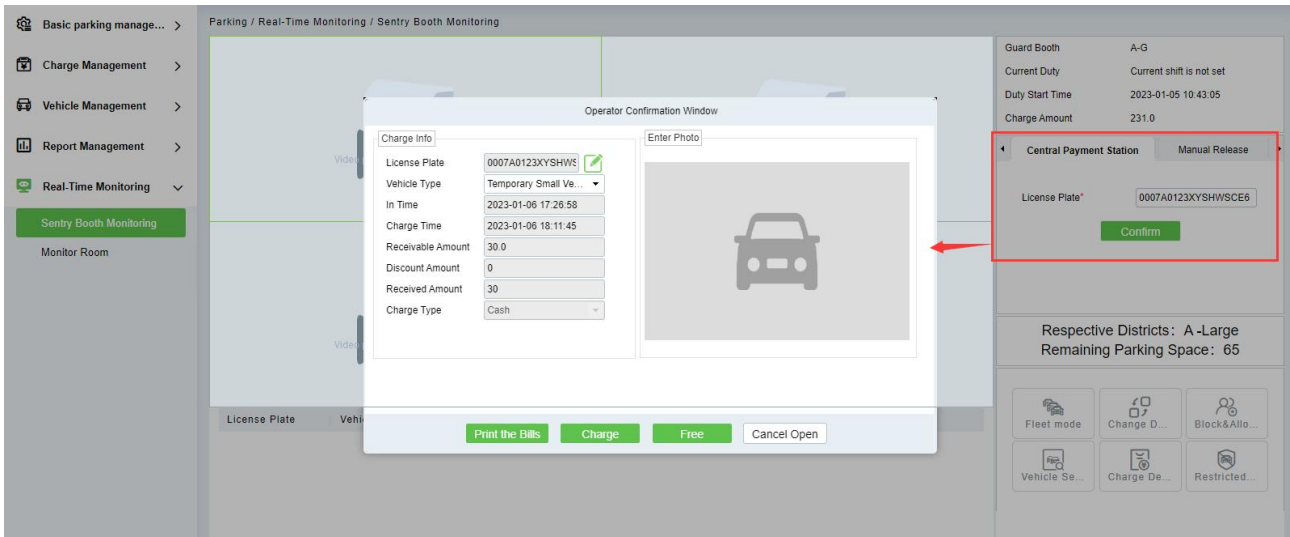 Basic parking manage...
Charge Management
Vehicle Management
Report Management
Real-Time Monitoring
Sentry Booth Monitoring
Monitor Room
Parking / Real-Time Monitoring / Sentry Booth Monitoring
Operator Confirmation Window
Charge Info
License Plate 0007A0123XYSHWS
Vehicle Type Temporary Small Ve...
In Time 2023-01-06 17:26:58
Charge Time 2023-01-06 18:11:45
Receivable Amount 30.0
Discount Amount 0
Received Amount 30
Charge Type Cash
Enter Photo
Print the Bills Charge Free Cancel Open
Video
Video
License Plate Vehi
Guard Booth A-G
Current Duty Current shift is not set
Duty Start Time 2023-01-05 10:43:05
Charge Amount 231.0
Central Payment Station Manual Release
License Plate* 0007A0123XYSHWSCE6
Confirm
Respective Districts: A -Large
Remaining Parking Space: 65
Fleet mode Change D... Block&Allo...
Vehicle Se... Charge De... Restricted...